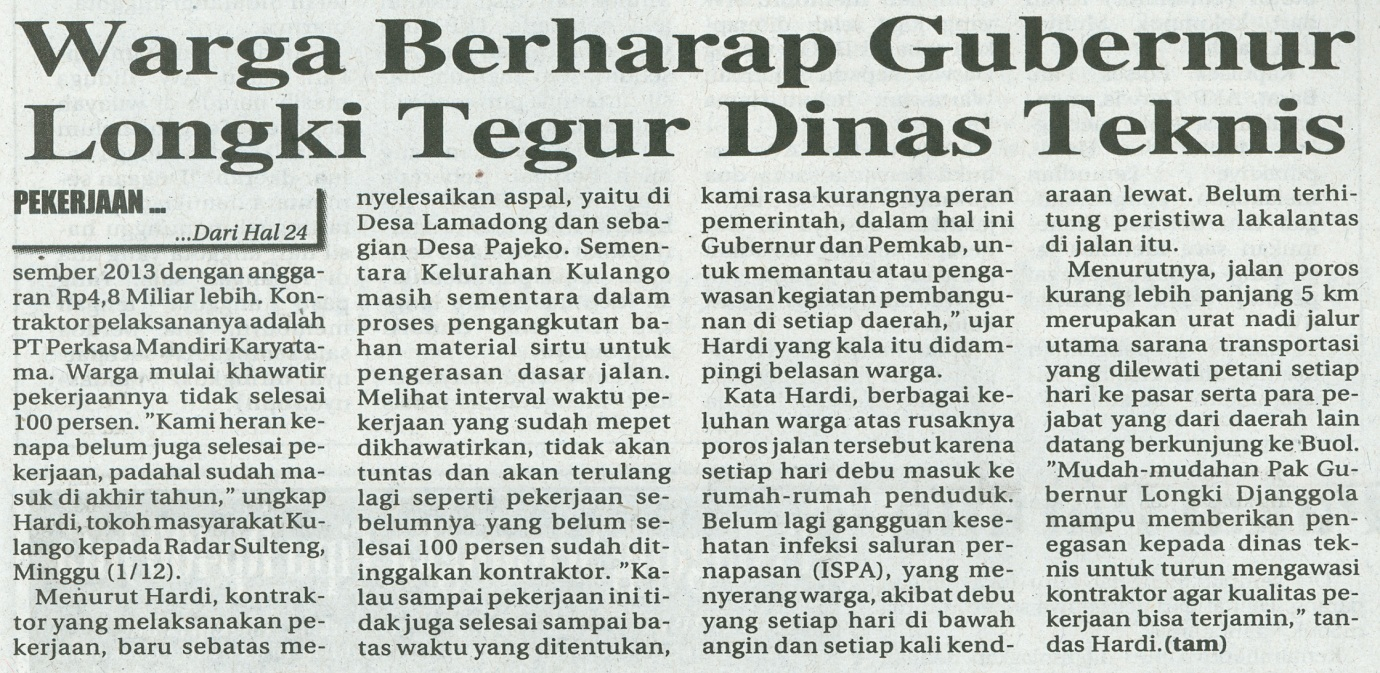 Warga Berharap Gubernur
Longki Tegur Dinas Teknis
PEKERJAAN ...
...Dari Hal 24
sember 2013 dengan angga-
ran Rp4,8 Miliar lebih. Kon-
traktor pelaksananya adalah
PT Perkasa Mandiri Karyata-
ma. Warga mulai khawatir
pekerjaannya tidak selesai
100 persen. ”Kami heran ke-
napa belum juga selesai pe-
kerjaan, padahal sudah ma-
suk di akhir tahun,” ungkap
Hardi, tokoh masyarakat Ku-
lango kepada Radar Sulteng,
Minggu (1/12).
Menurut Hardi, kontrak-
tor yang melaksanakan pe-
kerjaan, baru sebatas me-
nyelesaikan aspal, yaitu di
Desa Lamadong dan seba-
gian Desa Pajeko. Semen-
tara Kelurahan Kulango
masih sementara dalam
proses pengangkutan ba-
han material sirtu untuk
pengerasan dasar jalan.
Melihat interval waktu pe-
kerjaan yang sudah mepet
dikhawatirkan, tidak akan
tuntas dan akan terulang
lagi seperti pekerjaan se-
belumnya yang belum se-
lesai 100 persen sudah dit-
inggalkan kontraktor. ”Ka-
lau sampai pekerjaan ini ti-
dak juga selesai sampai ba-
tas waktu yang ditentukan,
kami rasa kurangnya peran
pemerintah, dalam hal ini
Gubernur dan Pemkab, un-
tuk memantau atau penga-
wasan kegiatan pembangu-
nan di setiap daerah,” ujar
Hardi yang kala itu didam-
pingi belasan warga.
Kata Hardi, berbagai ke-
luhan warga atas rusaknya
poros jalan tersebut karena
setiap hari debu masuk ke
rumah-rumah penduduk.
Belum lagi gangguan kese-
hatan infeksi saluran per-
napasan (ISPA), yang me-
nyerang warga, akibat debu
yang setiap hari di bawah
angin dan setiap kali kend-
araan lewat. Belum terhi-
tung peristiwa lakalantas
di jalan itu.
Menurutnya, jalan poros
kurang lebih panjang 5 km
merupakan urat nadi jalur
utama sarana transportasi
yang dilewati petani setiap
hari ke pasar serta para pe-
jabat yang dari daerah lain
datang berkunjung ke Buol.
”Mudah-mudahan Pak Gu-
bernur Longki Djanggola
mampu memberikan pen-
egasan kepada dinas tek-
nis untuk turun mengawasi
kontraktor agar kualitas pe-
kerjaan bisa terjamin,” tan-
das Hardi.(tam)